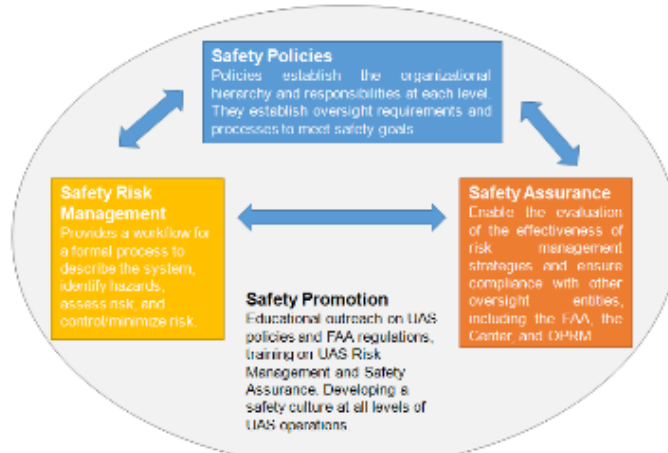 Safety Policies
Policies establish the organizational
hierarchy and responsibilities at each level.
They establish oversight requirements and
processes to meet safety goals
Safety Risk
Management
Provides a workflow for
a formal process to
describe the system,
identify hazards,
assess risk, and
control/minimize risk.
Safety Assurance
Enable the evaluation
of the effectiveness of
risk management
strategies and ensure
compliance with other
oversight entities,
including the FAA, the
Center, and OPRM
Safety Promotion
Educational outreach on UAS
policies and FAA regulations,
training on UAS Risk
Management and Safety
Assurance. Developing a
safety culture at all levels of
UAS operations